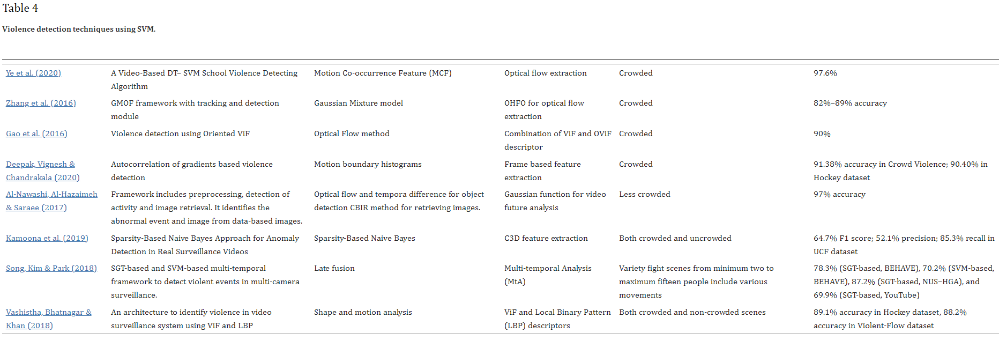 Table 4
Violence detection techniques using SVM.
Ye et al. (2020)
A Video-Based DT– SVM School Violence Detecting
Algorithm
Motion Co-occurrence Feature (MCF)
Optical flow extraction
Crowded
97.6%
Zhang et al. (2016)
GMOF framework with tracking and detection
module
Gaussian Mixture model
OHFO for optical flow
extraction
Crowded
82%–89% accuracy
Gao et al. (2016)
Violence detection using Oriented ViF
Optical Flow method
Combination of ViF and OViF
descriptor
Crowded
90%
Deepak, Vignesh &
Chandrakala (2020)
Autocorrelation of gradients based violence
detection
Motion boundary histograms
Frame based feature
extraction
Crowded
91.38% accuracy in Crowd Violence; 90.40% in
Hockey dataset
Al-Nawashi, Al-Hazaimeh
& Saraee (2017)
Framework includes preprocessing, detection of
activity and image retrieval. It identifies the
abnormal event and image from data-based images.
Optical flow and tempora difference for object
detection CBIR method for retrieving images.
Gaussian function for video
future analysis
Less crowded
97% accuracy
Kamoona et al. (2019)
Sparsity-Based Naive Bayes Approach for Anomaly
Detection in Real Surveillance Videos
Sparsity-Based Naive Bayes
C3D feature extraction
Both crowded and uncrowded
64.7% F1 score; 52.1% precision; 85.3% recall in
UCF dataset
Song, Kim & Park (2018)
SGT-based and SVM-based multi-temporal
framework to detect violent events in multi-camera
surveillance.
Late fusion
Multi-temporal Analysis
(MtA)
Variety fight scenes from minimum two to
maximum fifteen people include various
movements
78.3% (SGT-based, BEHAVE), 70.2% (SVM-based,
BEHAVE), 87.2% (SGT-based, NUS–HGA), and
69.9% (SGT-based, YouTube)
Vashistha, Bhatnagar &
Khan (2018)
An architecture to identify violence in video
surveillance system using ViF and LBP
Shape and motion analysis
ViF and Local Binary Pattern
(LBP) descriptors
Both crowded and non-crowded scenes
89.1% accuracy in Hockey dataset, 88.2%
accuracy in Violent-Flow dataset